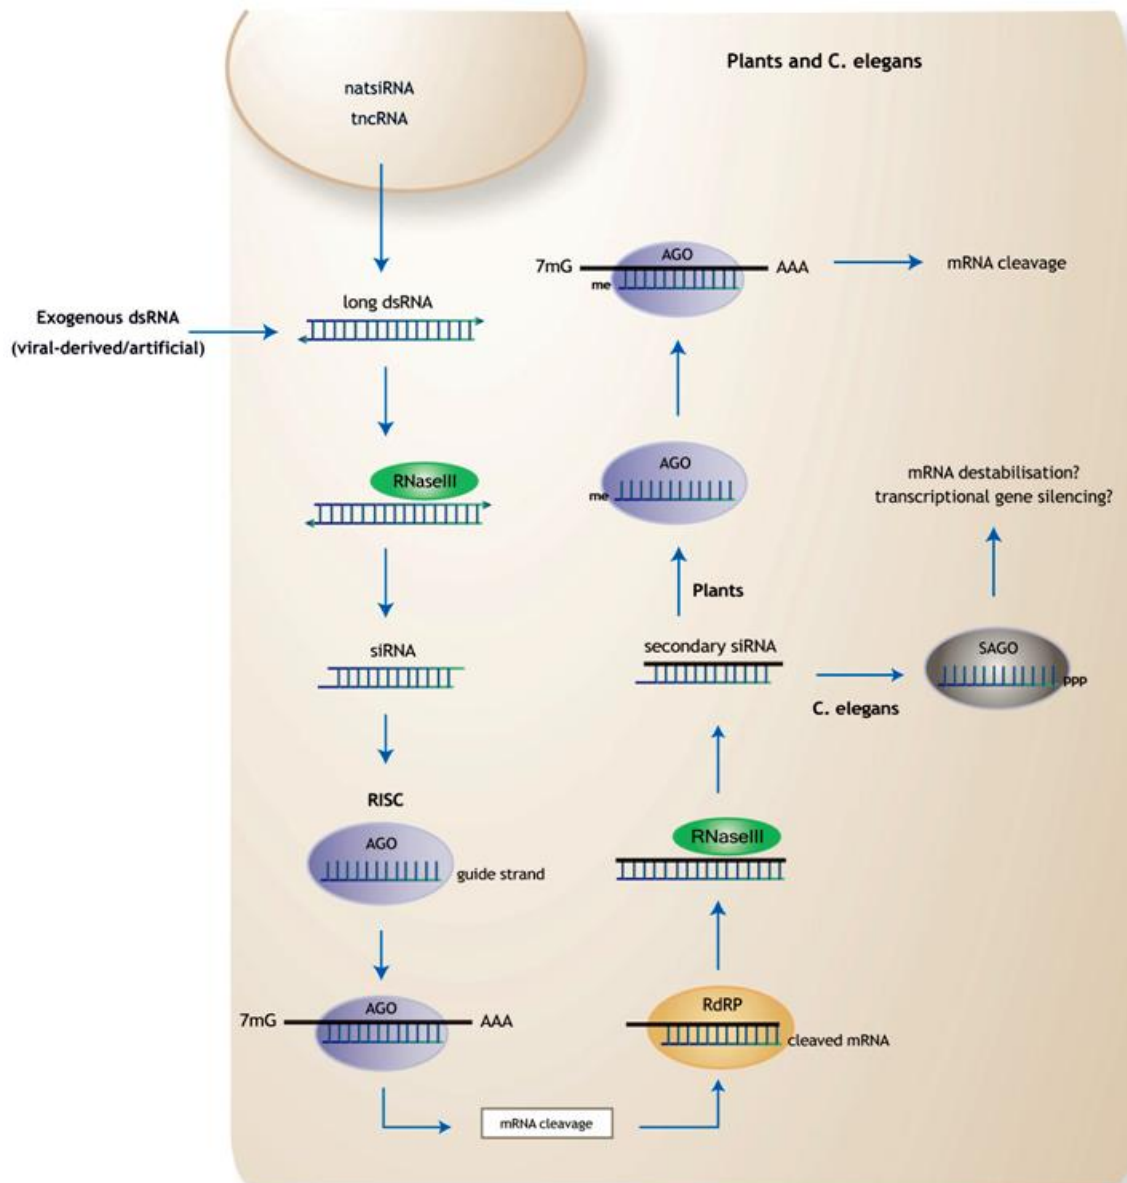 Plants and C. elegans
natsiRNA
tncRNA
long dsRNA
Exogenous dsRNA
(viral-derived/artificial)
RNaseIII
siRNA
RISC
AGO
guide strand
7mG
AGO
AAA
mRNA cleavage
RdRP
cleaved mRNA
RNaseIII
secondary siRNA
Plants
me
AGO
7mG
AGO
AAA
me
mRNA cleavage
C. elegans
SAGO
ppp
mRNA destabilisation?
transcriptional gene silencing?